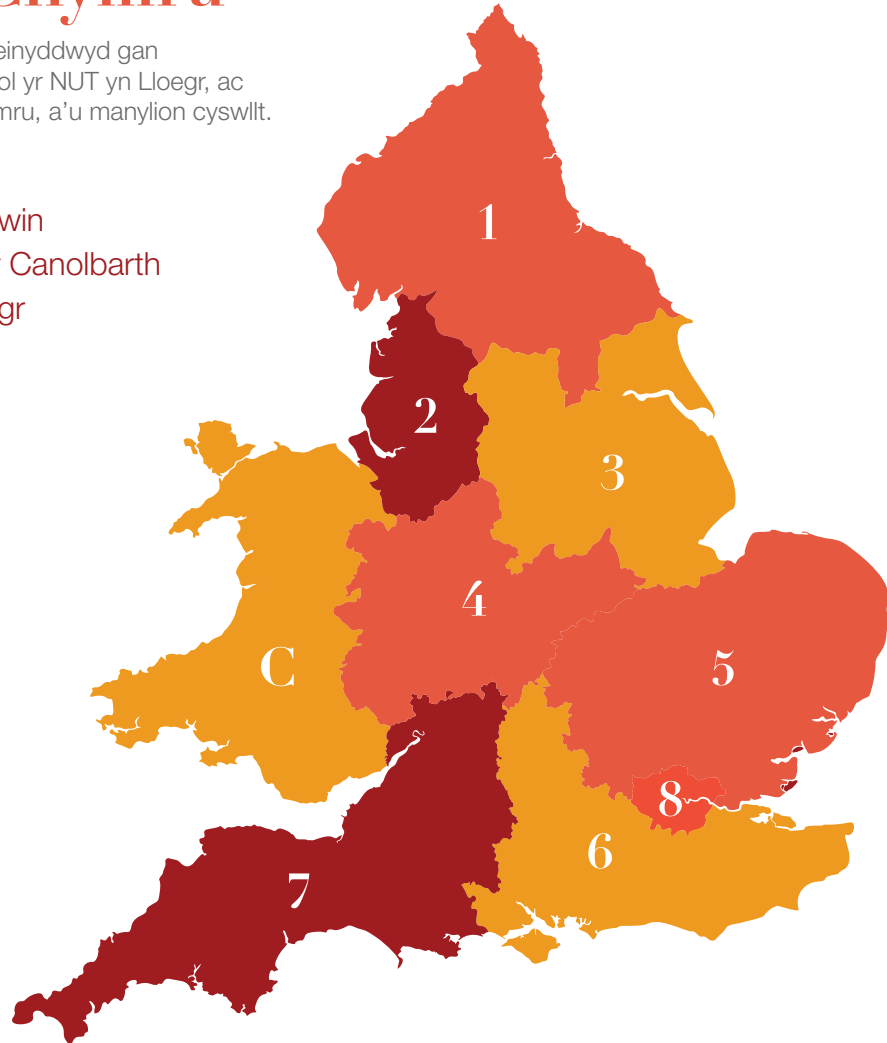 einyddwyd gan
ol yr NUT yn Lloegr, ac
mru, a'u manylion cyswllt.
win
Canolbarth
gr
1
2
3
4
C
5
8
6
7